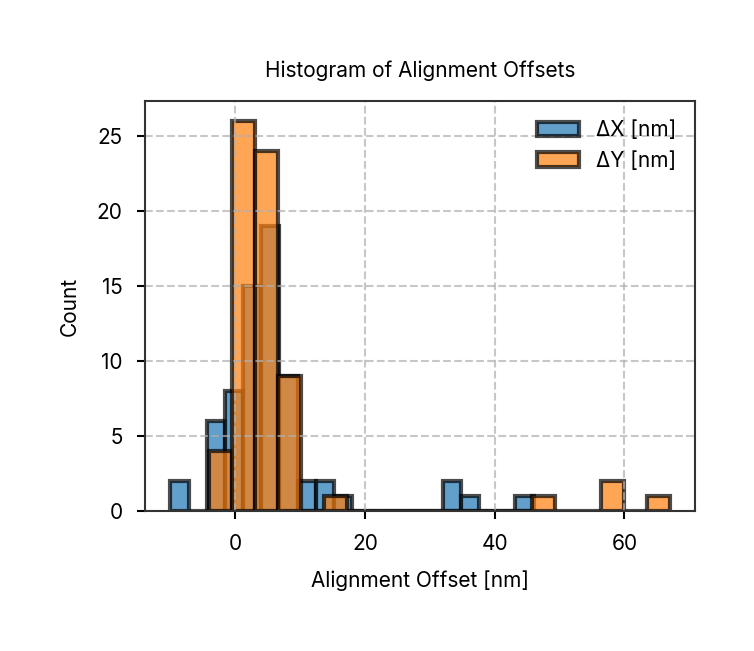 Histogram of Alignment Offsets
ΔX [nm]
ΔY [nm]
25
20
15
10
5
0
Count
0 20 40 60
Alignment Offset [nm]